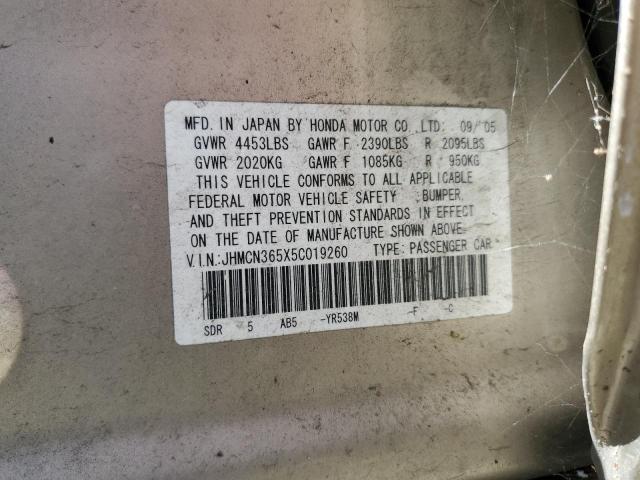 MFD. IN JAPAN BY HONDA MOTOR CO., LTD. 09/'05
GVWR 4453LBS GAWR F 2390LBS R 2095LBS
GVWR 2020KG GAWR F 1085KG R 950KG
THIS VEHICLE CONFORMS TO ALL APPLICABLE
FEDERAL MOTOR VEHICLE SAFETY, BUMPER,
AND THEFT PREVENTION STANDARDS IN EFFECT
ON THE DATE OF MANUFACTURE SHOWN ABOVE.
V.I.N.:JHMCN365X5C019260 TYPE: PASSENGER CAR
SDR 5 AB5 -YR538M -F -C